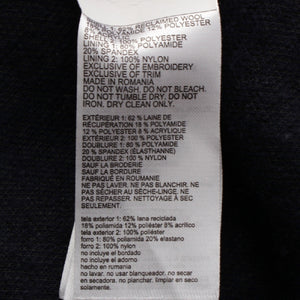 62% RECLAIMED WOOL
POLYAMIDE 12% POLYESTER
100% POLYESTER
LINING 1: 80% POLYAMIDE
20% SPANDEX
LINING 2: 100% NYLON
EXCLUSIVE OF EMBROIDERY
EXCLUSIVE OF TRIM
MADE IN ROMANIA
DO NOT WASH. DO NOT BLEACH.
DO NOT TUMBLE DRY. DO NOT
IRON. DRY CLEAN ONLY.
EXTÉRIEUR 1: 62 % LAINE DE
RÉCUPÉRATION 18 % POLYAMIDE
12 % POLYESTER 8 % ACRYLIQUE
EXTÉRIEUR 2: 100 % POLYESTER
DOUBLURE 1: 80 % POLYAMIDE
20 % SPANDEX (ÉLASTHANNE)
DOUBLURE 2: 100 % NYLON
SAUF LA BRODERIE
SAUF LA BORDURE
FABRIQUÉ EN ROUMANIE
NE PAS LAVER. NE PAS BLANCHIR. NE
PAS SÉCHER AU SÈCHE-LINGE. NE PAS
REPASSER. NETTOYAGE À SEC
SEULEMENT.
tela exterior 1: 62% lana reciclada
18% poliamida 12% poliéster 8% acrílico
tela exterior 2: 100% poliéster
forro 1: 80% poliamida 20% elastano
forro 2: 100% nylon
no incluye el bordado
no incluye el adorno
hecho en rumania
no lavar. no usar blanqueador. no secar
en secadora. no planchar. limpiar en seco
solamente.